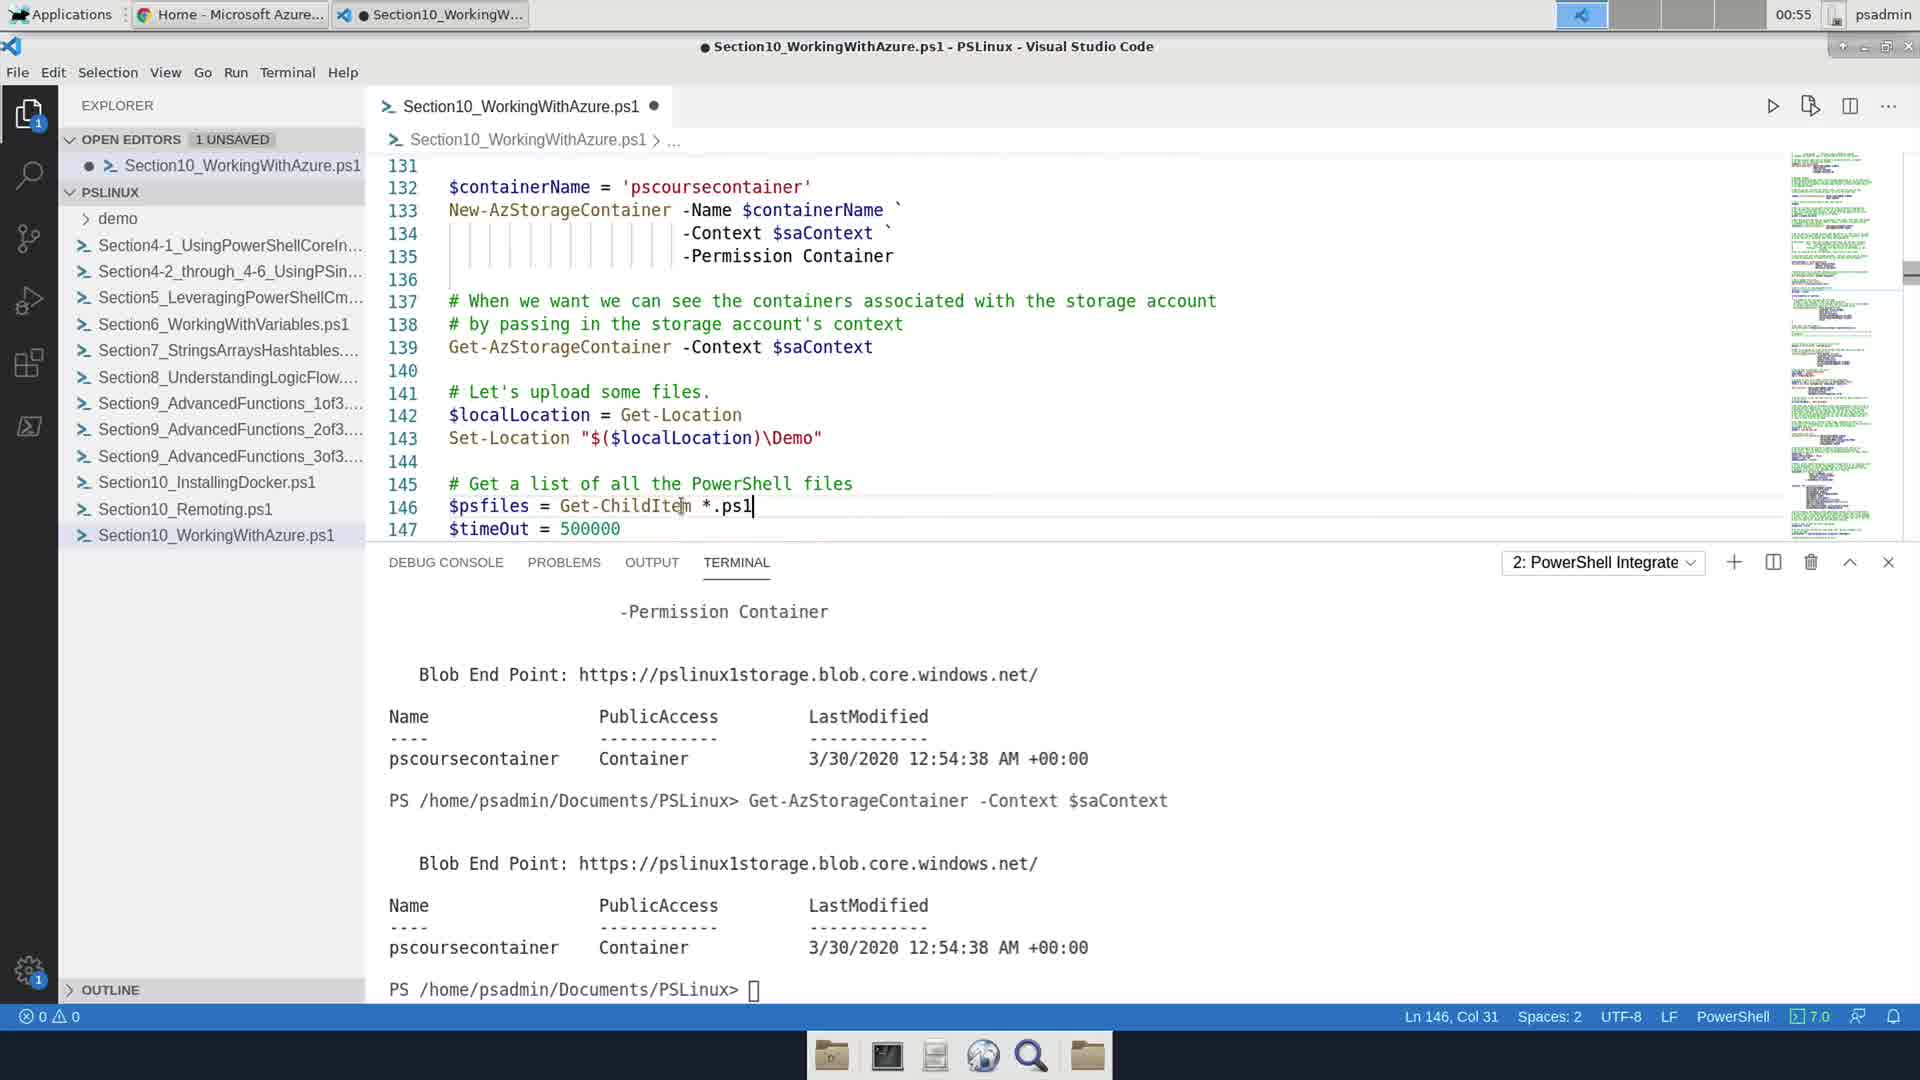 Applications
Home - Microsoft Azure...
Section10_WorkingW...
00:55
psadmin
Section10_WorkingWithAzure.ps1 - PSLinux - Visual Studio Code
File Edit Selection View Go Run Terminal Help
EXPLORER
OPEN EDITORS 1 UNSAVED
Section10_WorkingWithAzure.ps1
PSLINUX
demo
Section4-1_UsingPowerShellCoreIn...
Section4-2_through_4-6_UsingPSin...
Section5_LeveragingPowerShellCm...
Section6_WorkingWithVariables.ps1
Section7_StringsArraysHashtables....
Section8_UnderstandingLogicFlow....
Section9_AdvancedFunctions_1of3....
Section9_AdvancedFunctions_2of3....
Section9_AdvancedFunctions_3of3....
Section10_InstallingDocker.ps1
Section10_Remoting.ps1
Section10_WorkingWithAzure.ps1
OUTLINE
1
1
Section10_WorkingWithAzure.ps1
Section10_WorkingWithAzure.ps1 > ...
131
132 $containerName = 'pscoursecontainer'
133 New-AzStorageContainer -Name $containerName `
134 -Context $saContext `
135 -Permission Container
136
137 # When we want we can see the containers associated with the storage account
138 # by passing in the storage account's context
139 Get-AzStorageContainer -Context $saContext
140
141 # Let's upload some files.
142 $localLocation = Get-Location
143 Set-Location "$($localLocation)\Demo"
144
145 # Get a list of all the PowerShell files
146 $psfiles = Get-ChildItem *.ps1
147 $timeOut = 500000
DEBUG CONSOLE PROBLEMS OUTPUT TERMINAL
2: PowerShell Integrate
-Permission Container
Blob End Point: https://pslinux1storage.blob.core.windows.net/
Name PublicAccess LastModified
---- ------------ ------------
pscoursecontainer Container 3/30/2020 12:54:38 AM +00:00
PS /home/psadmin/Documents/PSLinux> Get-AzStorageContainer -Context $saContext
Blob End Point: https://pslinux1storage.blob.core.windows.net/
Name PublicAccess LastModified
---- ------------ ------------
pscoursecontainer Container 3/30/2020 12:54:38 AM +00:00
PS /home/psadmin/Documents/PSLinux>
0 0
Ln 146, Col 31 Spaces: 2 UTF-8 LF PowerShell 7.0